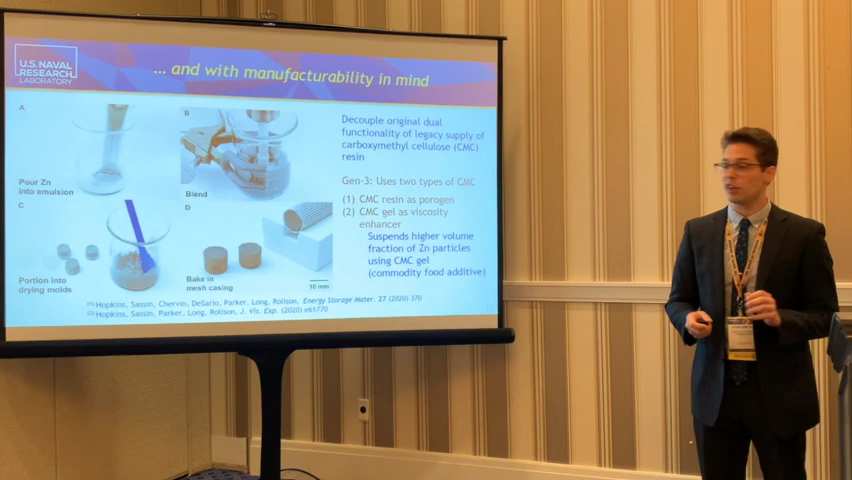 U.S. NAVAL
RESEARCH
LABORATORY
... and with manufacturability in mind
A
B
Pour Zn
into emulsion
Blend
C
D
Portion into
drying molds
Bake in
mesh casing
10 mm
Decouple original dual
functionality of legacy supply of
carboxymethyl cellulose (CMC)
resin
Gen-3: Uses two types of CMC
(1) CMC resin as porogen
(2) CMC gel as viscosity
enhancer
Suspends higher volume
fraction of Zn particles
using CMC gel
(commodity food additive)
[1] Hopkins, Sassin, Chervin, DeSario, Parker, Long, Rolison, Energy Storage Mater. 27 (2020) 370
[2] Hopkins, Sassin, Parker, Long, Rolison, J. Vis. Exp. (2020) e61770